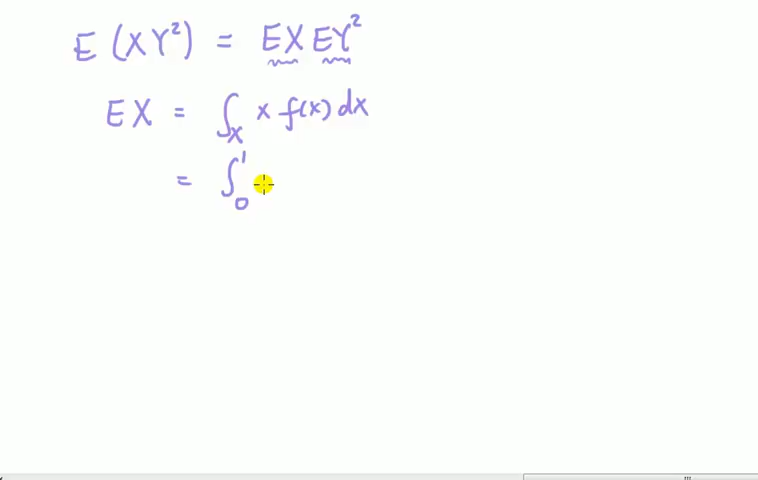 E (XY²) = EX EY²
EX = ∫ₓ x f(x) dx
= ∫₀¹